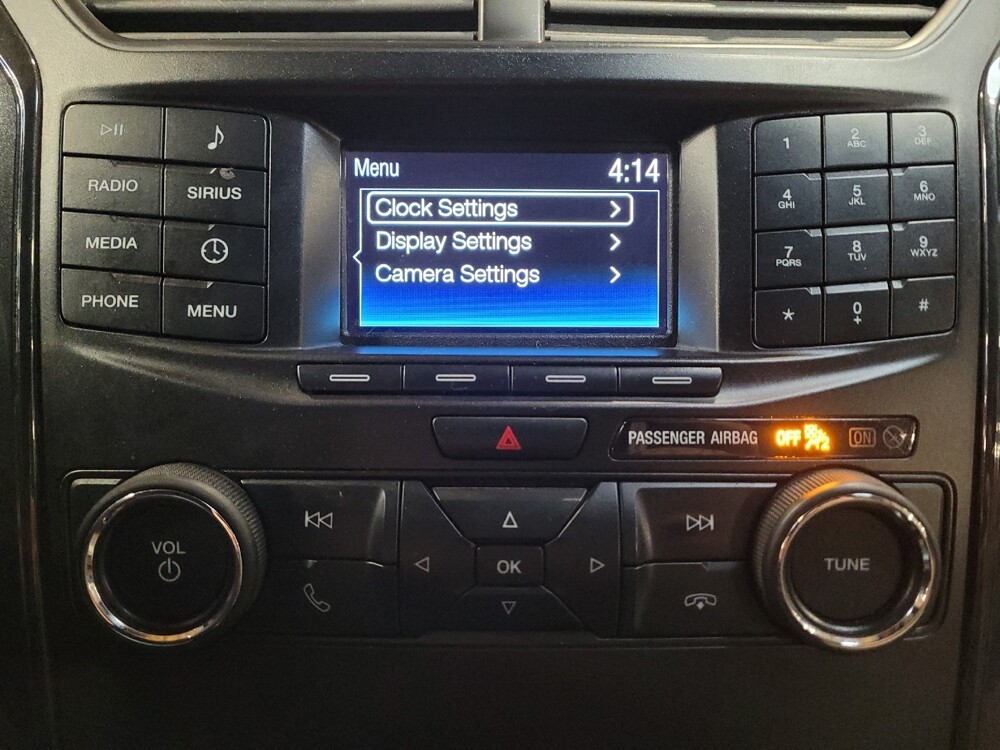 Menu 4:14
Clock Settings
Display Settings
Camera Settings
RADIO
SIRIUS
MEDIA
PHONE
MENU
1
2
ABC
3
DEF
4
GHI
5
JKL
6
MNO
7
PQRS
8
TUV
9
WXYZ
*
0
+
#
PASSENGER AIRBAG OFF ON
VOL
OK
TUNE